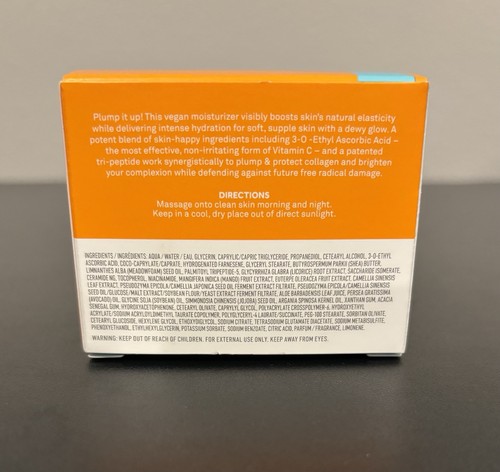 Plump it up! This vegan moisturizer visibly boosts skin's natural elasticity
while delivering intense hydration for soft, supple skin with a dewy glow. A
potent blend of skin-happy ingredients including 3-O -Ethyl Ascorbic Acid –
the most effective, non-irritating form of Vitamin C – and a patented
tri-peptide work synergistically to plump & protect collagen and brighten
your complexion while defending against future free radical damage.
DIRECTIONS
Massage onto clean skin morning and night.
Keep in a cool, dry place out of direct sunlight.
INGREDIENTS / INGRÉDIENTS: AQUA / WATER / EAU, GLYCERIN, CAPRYLIC/CAPRIC TRIGLYCERIDE, PROPANEDIOL, CETEARYL ALCOHOL, 3-O-ETHYL
ASCORBIC ACID, COCO-CAPRYLATE/CAPRATE, HYDROGENATED FARNESENE, GLYCERYL STEARATE, BUTYROSPERMUM PARKII (SHEA) BUTTER,
LIMNANTHES ALBA (MEADOWFOAM) SEED OIL, PALMITOYL TRIPEPTIDE-5, GLYCYRRHIZA GLABRA (LICORICE) ROOT EXTRACT, SACCHARIDE ISOMERATE,
CERAMIDE NG, TOCOPHEROL, NIACINAMIDE, MANGIFERA INDICA (MANGO) FRUIT EXTRACT, EUTERPE OLERACEA FRUIT EXTRACT, CAMELLIA SINENSIS
LEAF EXTRACT, PSEUDOZYMA EPICOLA/CAMELLIA JAPONICA SEED OIL FERMENT EXTRACT FILTRATE, PSEUDOZYMA EPICOLA/CAMELLIA SINENSIS
SEED OIL/GLUCOSE/MALT EXTRACT/SOYBEAN FLOUR/YEAST EXTRACT FERMENT FILTRATE, ALOE BARBADENSIS LEAF JUICE, PERSEA GRATISSIMA
(AVOCADO) OIL, GLYCINE SOJA (SOYBEAN) OIL, SIMMONDSIA CHINENSIS (JOJOBA) SEED OIL, ARGANIA SPINOSA KERNEL OIL, XANTHAN GUM, ACACIA
SENEGAL GUM, HYDROXYACETOPHENONE, CETEARYL OLIVATE, CAPRYLYL GLYCOL, POLYACRYLATE CROSSPOLYMER-6, HYDROXYETHYL
ACRYLATE/SODIUM ACRYLOYLDIMETHYL TAURATE COPOLYMER, POLYGLYCERYL-6 LAURATE/SUCCINATE, PEG-100 STEARATE, SORBITAN OLIVATE,
CETEARYL GLUCOSIDE, HEXYLENE GLYCOL, ETHOXYDIGLYCOL, SODIUM CITRATE, TETRASODIUM GLUTAMATE DIACETATE, SODIUM METABISULFITE,
PHENOXYETHANOL, ETHYLHEXYLGLYCERIN, POTASSIUM SORBATE, SODIUM BENZOATE, CITRIC ACID, PARFUM / FRAGRANCE, LIMONENE.
WARNING: KEEP OUT OF REACH OF CHILDREN. FOR EXTERNAL USE ONLY. KEEP AWAY FROM EYES.